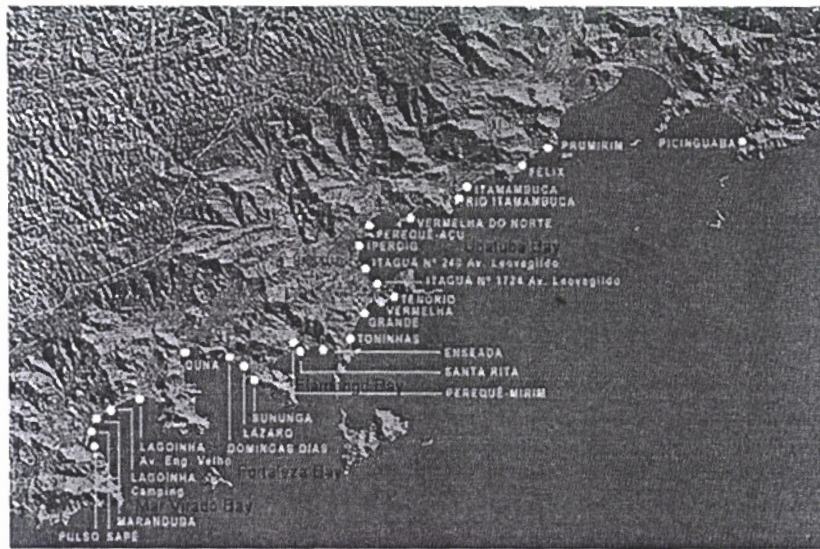 PRUMIRIM
PICINGUABA
FÉLIX
ITAMAMBUCA
RIO ITAMAMBUCA
VERMELHA DO NORTE
PEREQUÊ-AÇU
Ubatuba Bay
IPEROIG
ITAGUÁ Nº 240 Av. Leovegildo
ITAGUÁ Nº 1724 Av. Leovegildo
TENÓRIO
VERMELHA
GRANDE
TONINHAS
ENSEADA
DURA
SANTA RITA
Flamengo Bay
PEREQUÊ-MIRIM
SUNUNGA
LÁZARO
LAGOINHA
DOMINGAS DIAS
Av. Eng. Velho
Fortaleza Bay
LAGOINHA
Camping
Mar Virado Bay
MARANDUBA
PULSO SAPÉ